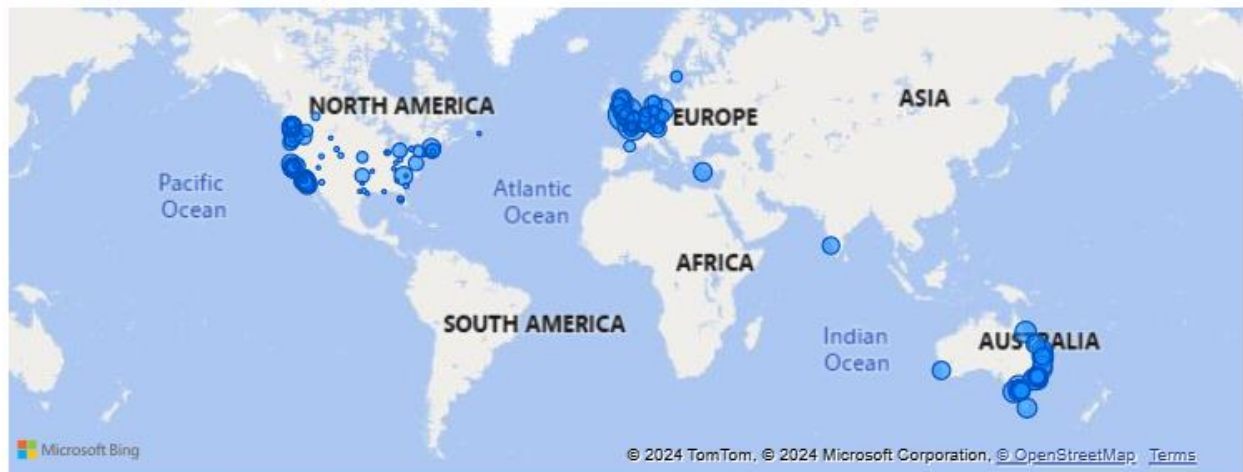 NORTH AMERICA
ASIA
EUROPE
Pacific
Ocean
Atlantic
Ocean
AFRICA
SOUTH AMERICA
Indian
Ocean
AUSTRALIA
Microsoft Bing
© 2024 TomTom, © 2024 Microsoft Corporation, © OpenStreetMap Terms